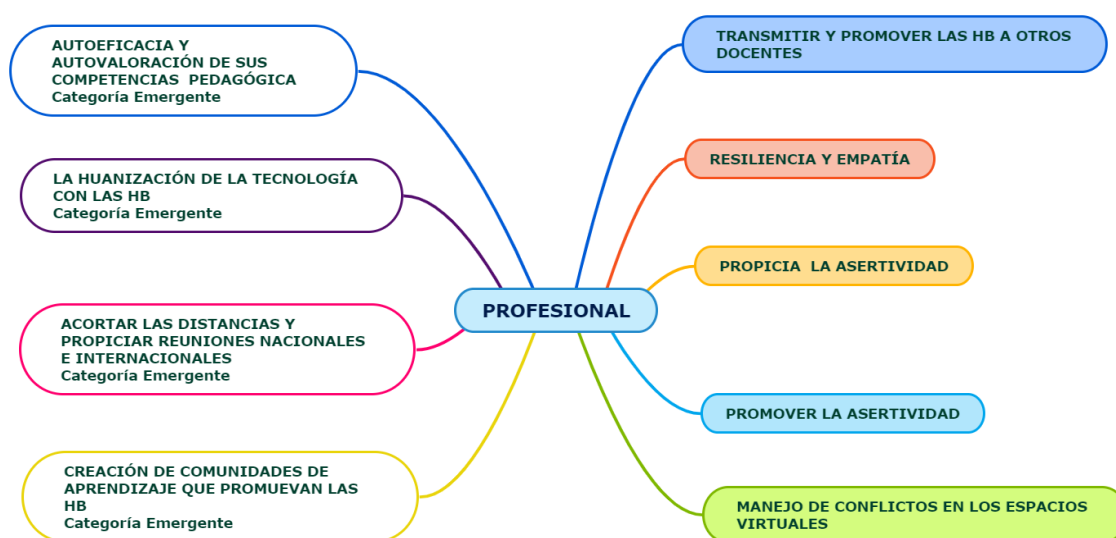 AUTOEFICACIA Y
AUTOVALORACIÓN DE SUS
COMPETENCIAS PEDAGÓGICA
Categoría Emergente
LA HUANIZACIÓN DE LA TECNOLOGÍA
CON LAS HB
Categoría Emergente
ACORTAR LAS DISTANCIAS Y
PROPICIAR REUNIONES NACIONALES
E INTERNACIONALES
Categoría Emergente
CREACIÓN DE COMUNIDADES DE
APRENDIZAJE QUE PROMUEVAN LAS
HB
Categoría Emergente
PROFESIONAL
TRANSMITIR Y PROMOVER LAS HB A OTROS
DOCENTES
RESILIENCIA Y EMPATÍA
PROPICIA LA ASERTIVIDAD
PROMOVER LA ASERTIVIDAD
MANEJO DE CONFLICTOS EN LOS ESPACIOS
VIRTUALES